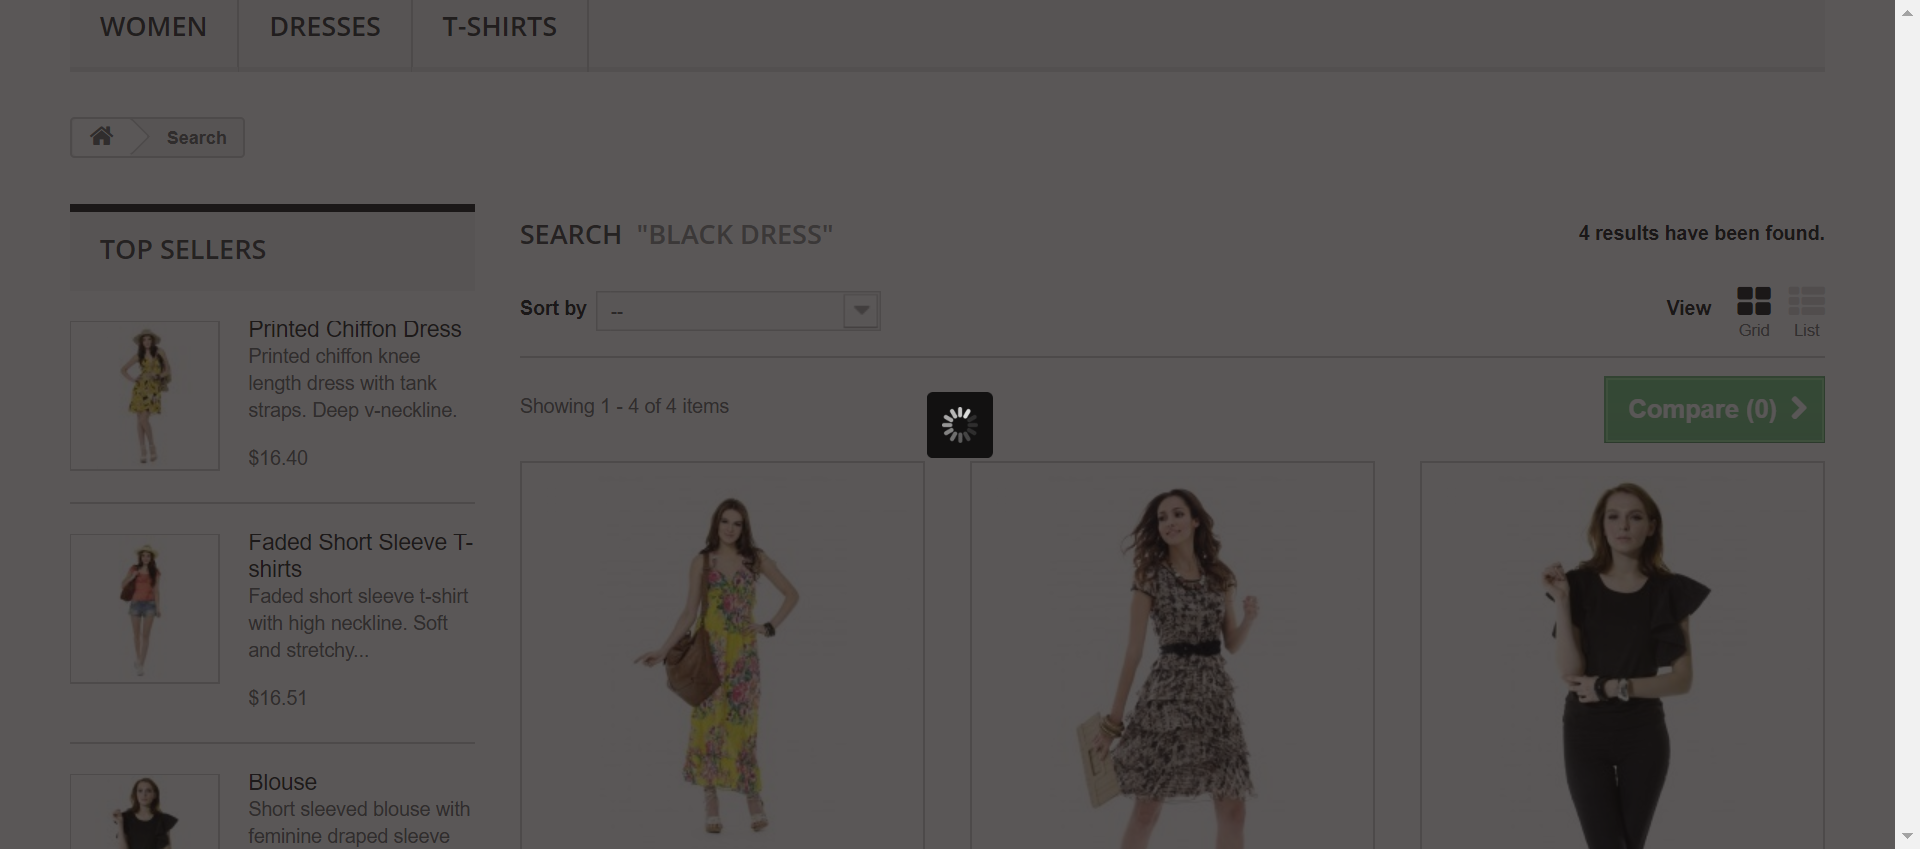 WOMEN
DRESSES
T-SHIRTS
Search
TOP SELLERS
Printed Chiffon Dress
Printed chiffon knee
length dress with tank
straps. Deep v-neckline.
$16.40
Faded Short Sleeve T-
shirts
Faded short sleeve t-shirt
with high neckline. Soft
and stretchy...
$16.51
Blouse
Short sleeved blouse with
feminine draped sleeve
SEARCH "BLACK DRESS"
4 results have been found.
Sort by --
View
Grid
List
Showing 1 - 4 of 4 items
Compare (0)